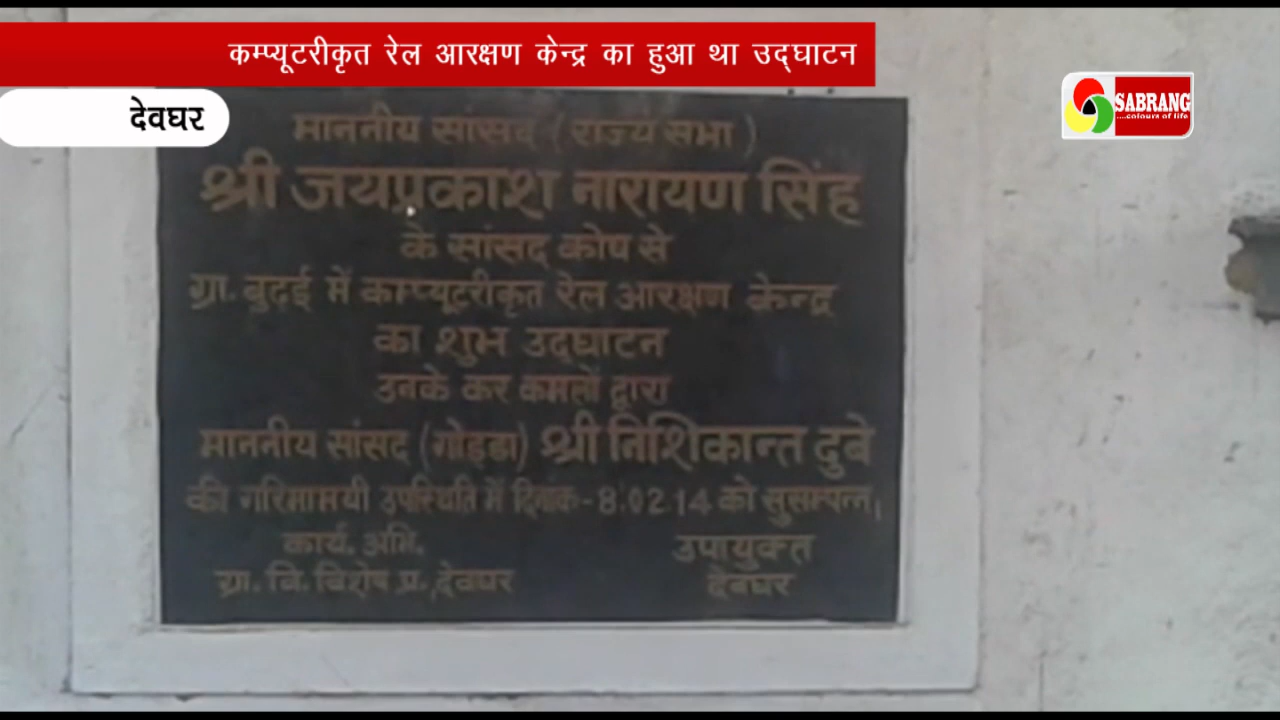 कम्प्यूटरीकृत रेल आरक्षण केन्द्र का हुआ था उद्घाटन
देवघर
SABRANG
....colours of life
माननीय सांसद (राज्य सभा)
श्री जयप्रकाश नारायण सिंह
के सांसद कोष से
ग्रा. बुढ़ई में कम्प्यूटरीकृत रेल आरक्षण केन्द्र
का शुभ उद्घाटन
उनके कर कमलों द्वारा
माननीय सांसद (गोड्डा) श्री निशिकान्त दुबे
की गरिमामयी उपस्थिति में दिनांक-8.02.14 को सुसम्पन्न।
कार्य. अभि. उपायुक्त
ग्रा. वि. विशेष प्र., देवघर देवघर